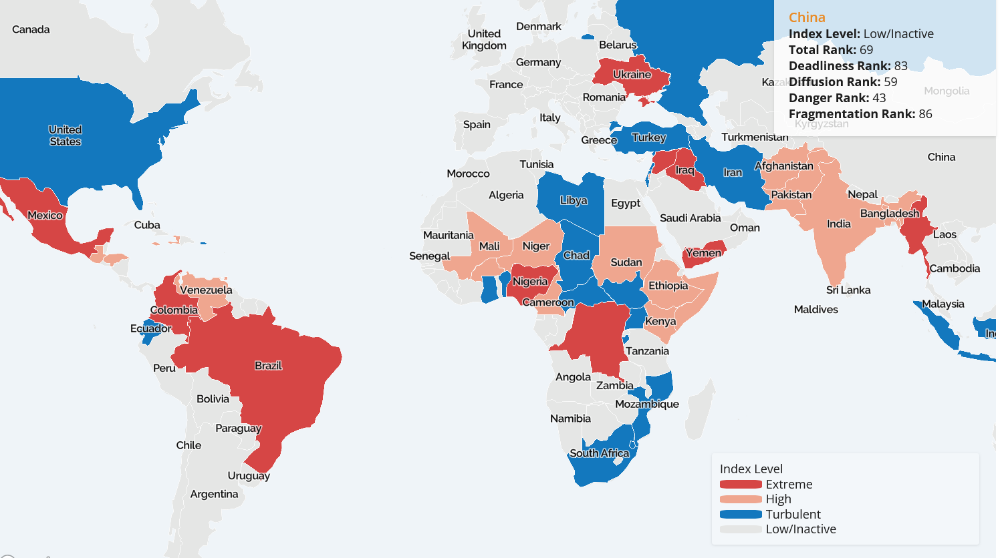 China
Index Level: Low/Inactive
Total Rank: 69
Deadliness Rank: 83
Diffusion Rank: 59
Danger Rank: 43
Fragmentation Rank: 86
Canada
United
Kingdom
Denmark
Belarus
Germany
Ukraine
France
Romania
Mongolia
Italy
Spain
Kyrgyzstan
United
States
Greece
Turkey
Turkmenistan
China
Tunisia
Morocco
Iraq
Iran
Afghanistan
Algeria
Libya
Egypt
Pakistan
Nepal
Mexico
Cuba
Saudi Arabia
Oman
India
Bangladesh
Laos
Mauritania
Mali
Niger
Chad
Senegal
Sudan
Yemen
Cambodia
Venezuela
Nigeria
Ethiopia
Sri Lanka
Colombia
Cameroon
Maldives
Malaysia
Ecuador
Kenya
Tanzania
Brazil
Peru
Angola
Zambia
Bolivia
Mozambique
Namibia
Paraguay
Chile
South Africa
Uruguay
Argentina
Index Level
Extreme
High
Turbulent
Low/Inactive